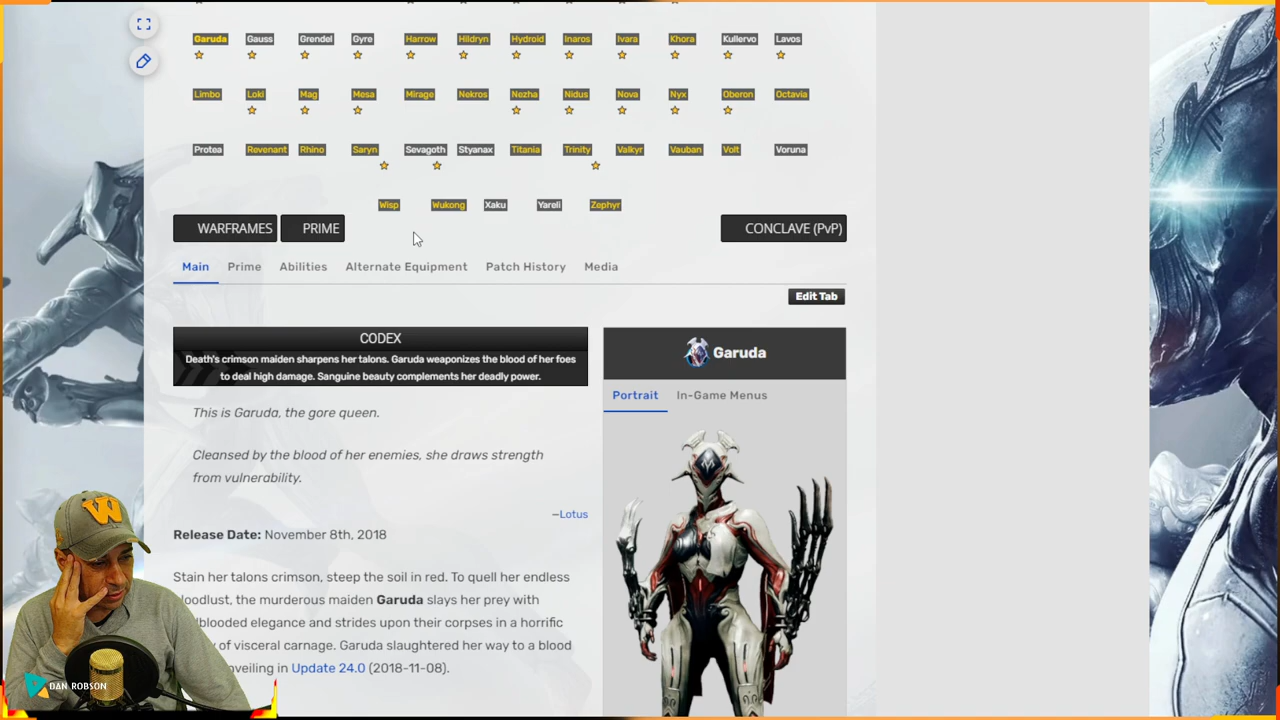 Garuda Gauss Grendel Gyre Harrow Hildryn Hydroid Inaros Ivara Khora Kullervo Lavos
Limbo Loki Mag Mesa Mirage Nekros Nezha Nidus Nova Nyx Oberon Octavia
Protea Revenant Rhino Saryn Sevagoth Styanax Titania Trinity Valkyr Vauban Volt Voruna
Wisp Wukong Xaku Yareli Zephyr
WARFRAMES PRIME CONCLAVE (PvP)
Main Prime Abilities Alternate Equipment Patch History Media
Edit Tab
CODEX
Death's crimson maiden sharpens her talons. Garuda weaponizes the blood of her foes
to deal high damage. Sanguine beauty complements her deadly power.
Garuda
Portrait In-Game Menus
This is Garuda, the gore queen.
Cleansed by the blood of her enemies, she draws strength
from vulnerability.
—Lotus
Release Date: November 8th, 2018
Stain her talons crimson, steep the soil in red. To quell her endless
bloodlust, the murderous maiden Garuda slays her prey with
blooded elegance and strides upon their corpses in a horrific
of visceral carnage. Garuda slaughtered her way to a blood
unveiling in Update 24.0 (2018-11-08).
W
DAN ROBSON